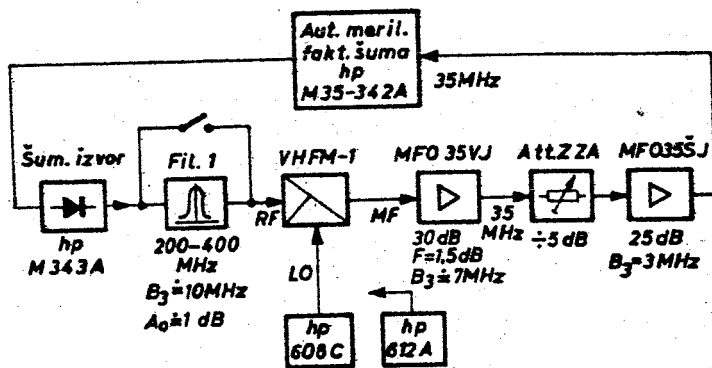 Aut. meril.
fakt. šuma
hp
M35-342A
35MHz
Šum. izvor
hp
M343A
Fil. 1
200-400
MHz
B₃≐10MHz
A₀≐1 dB
RF
VHFM-1
LO
MF
hp
608C
hp
612A
MFO 35VJ
30dB
F=1,5dB
B₃≐7MHz
35
MHz
Att.ZZA
÷5dB
MFO35ŠJ
25dB
B₃=3MHz